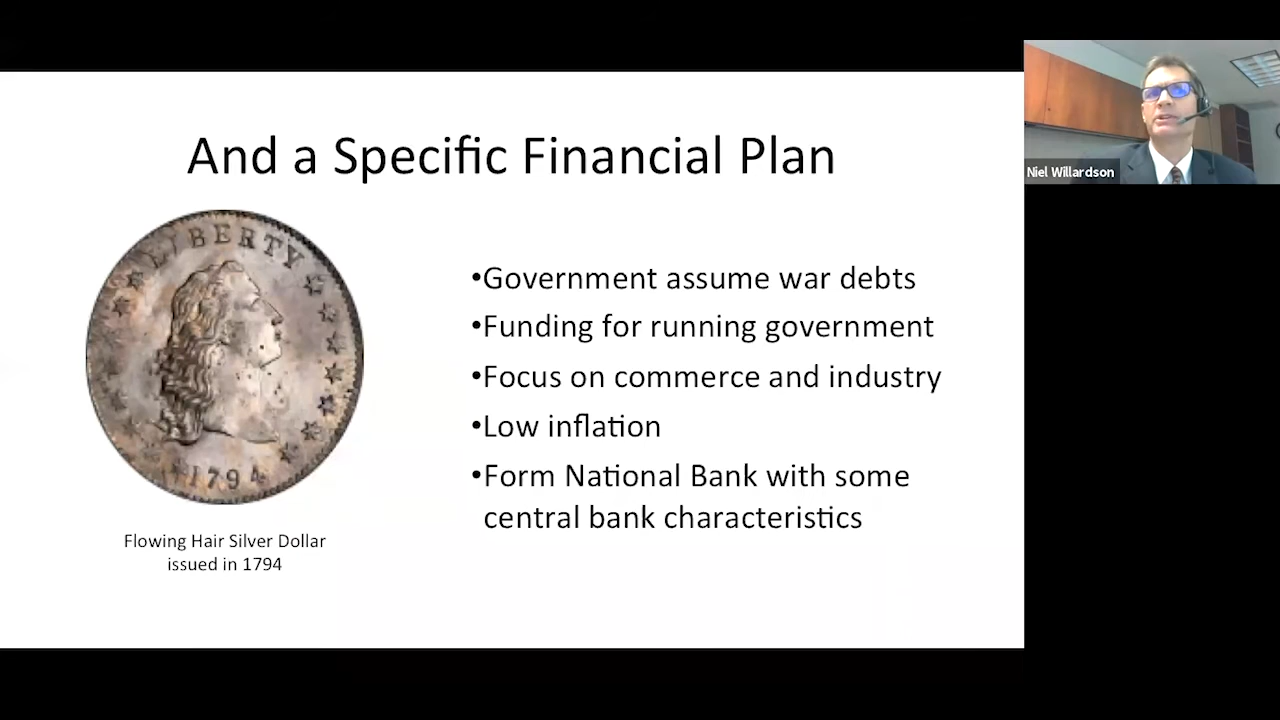 And a Specific Financial Plan
LIBERTY
1794
Flowing Hair Silver Dollar
issued in 1794
•Government assume war debts
•Funding for running government
•Focus on commerce and industry
•Low inflation
•Form National Bank with some
central bank characteristics
Niel Willardson